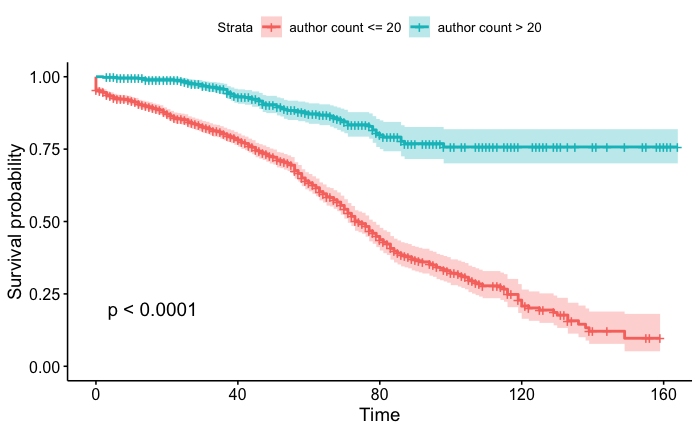 Strata author count <= 20 author count > 20
Survival probability
1.00
0.75
0.50
0.25
0.00
p < 0.0001
0 40 80 120 160
Time